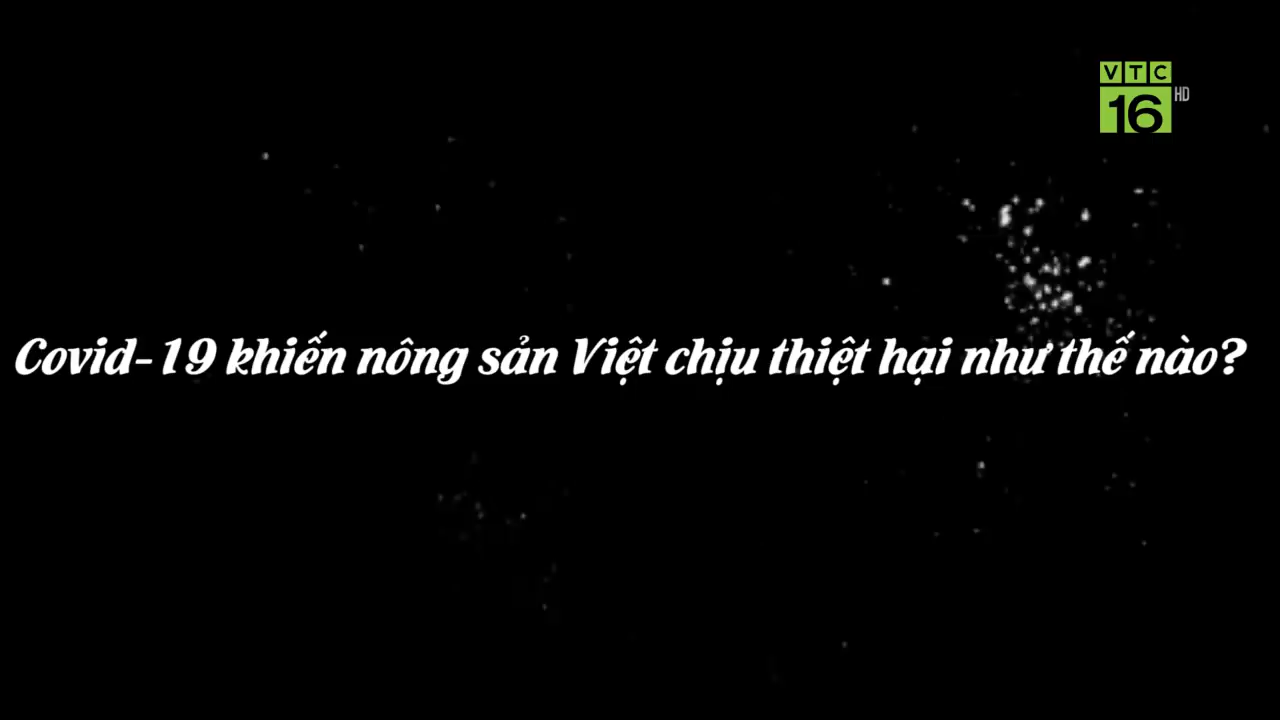 VTC
16 HD
Covid-19 khiến nông sản Việt chịu thiệt hại như thế nào?